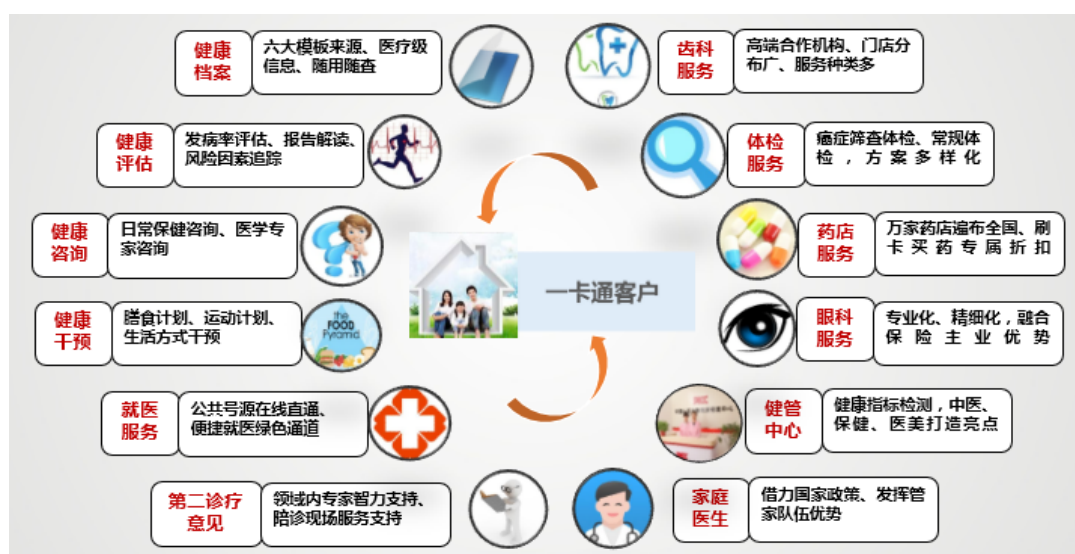 健康
档案
六大模板来源、医疗级
信息、随用随查
齿科
服务
高端合作机构、门店分
布广、服务种类多
健康
评估
发病率评估、报告解读、
风险因素追踪
体检
服务
癌症筛查体检、常规体
检，方案多样化
健康
咨询
日常保健咨询、医学专
家咨询
药店
服务
万家药店遍布全国、刷
卡买药专属折扣
一卡通客户
健康
干预
膳食计划、运动计划、
生活方式干预
the
FOOD
Pyramid
眼科
服务
专业化、精细化，融合
保险主业优势
就医
服务
公共号源在线直通、
便捷就医绿色通道
健管
中心
健康指标检测，中医、
保健、医美打造亮点
第二诊疗
意见
领域内专家智力支持、
陪诊现场服务支持
家庭
医生
借力国家政策、发挥管
家队伍优势